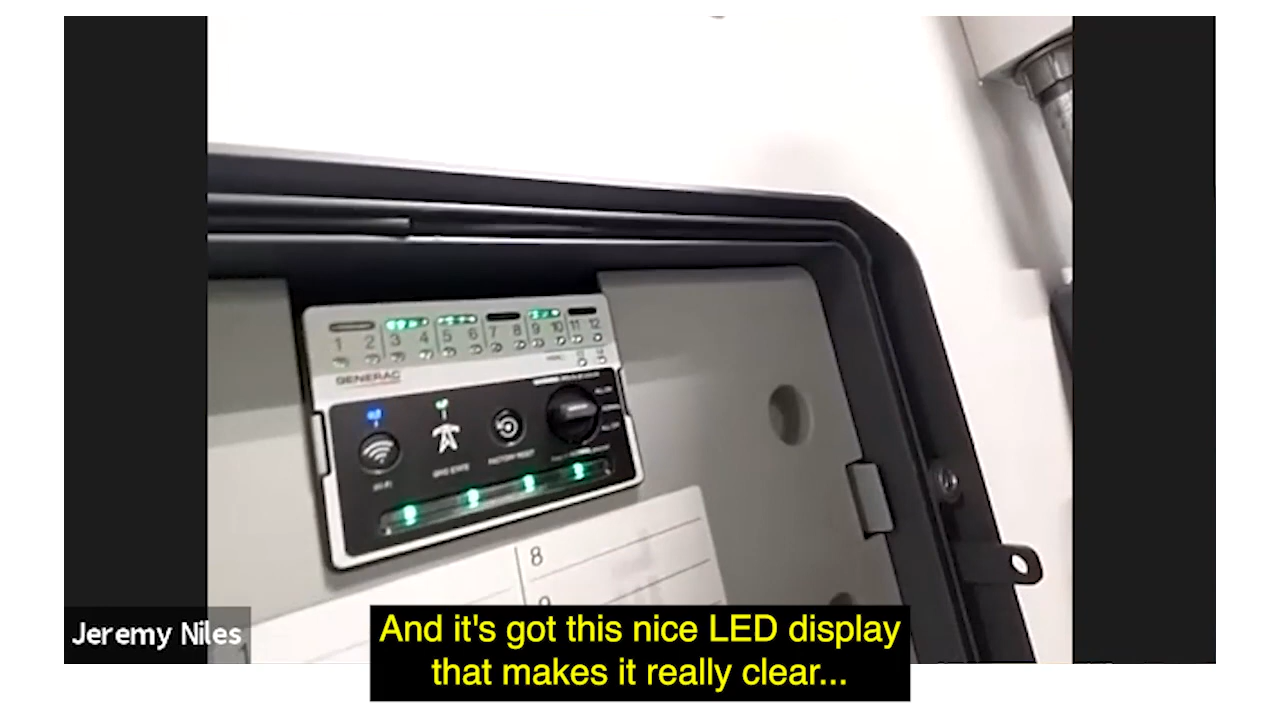 1 2 3 4 5 6 7 8 9 10 11 12
GENERAC
WI-FI
GRID STATE
FACTORY RESET
8
9
Jeremy Niles
And it's got this nice LED display
that makes it really clear...